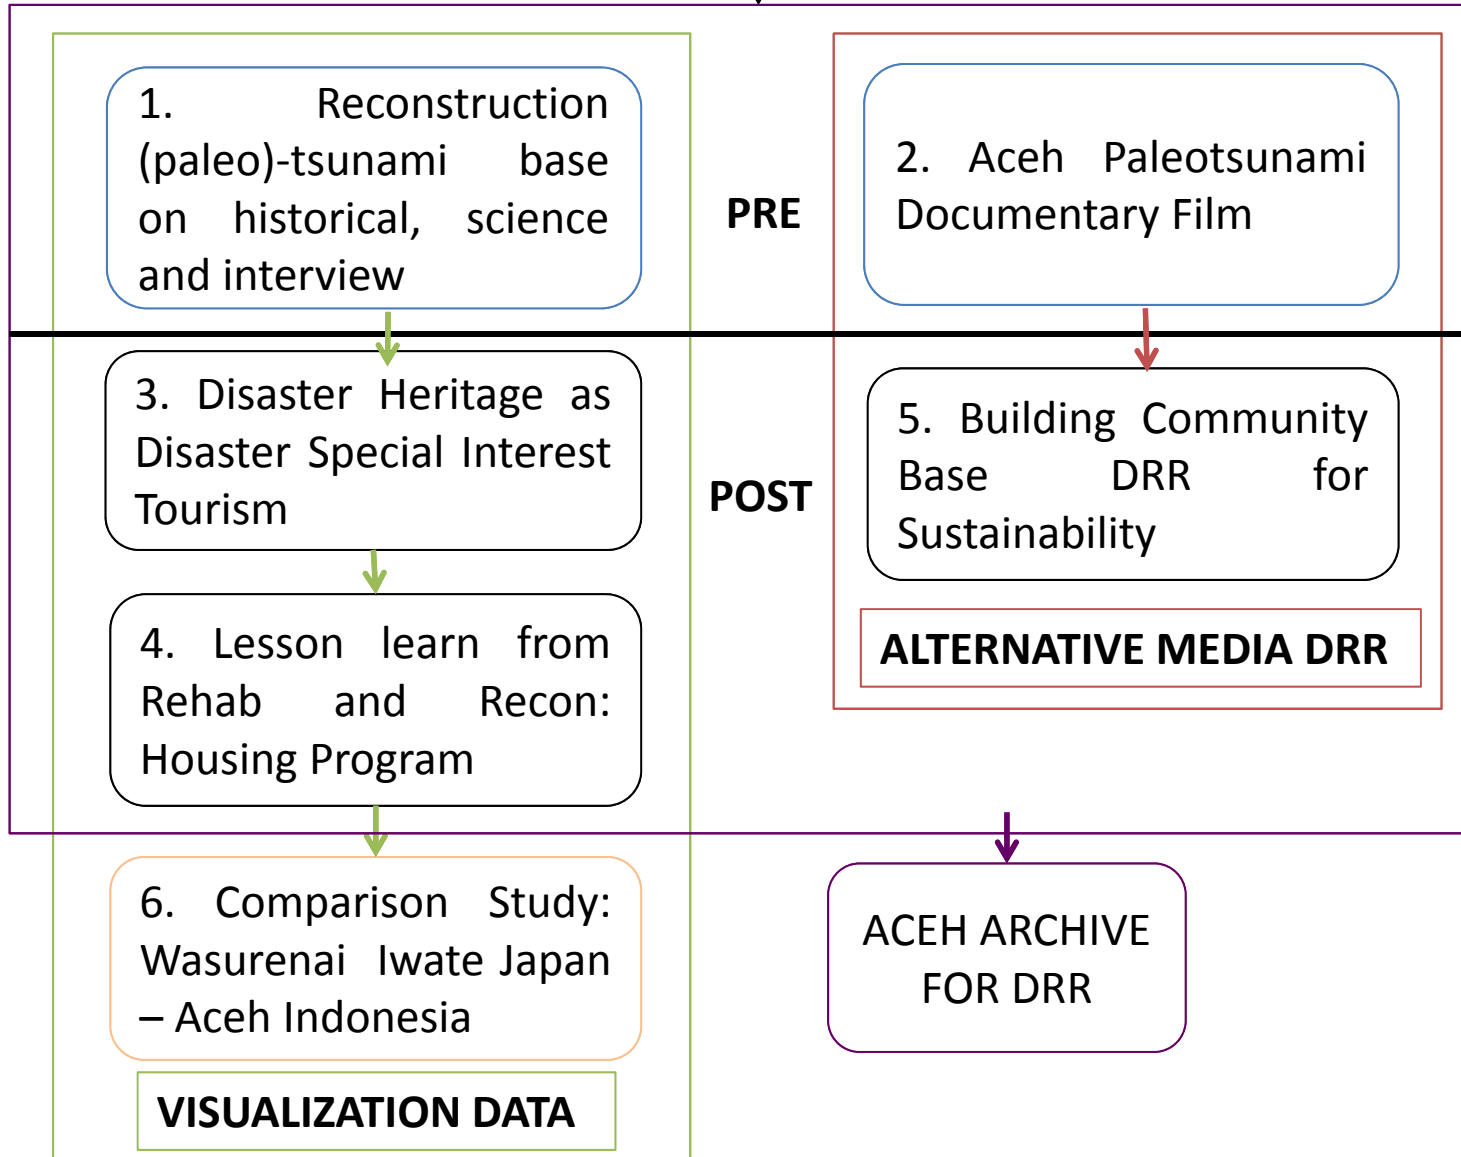 1. Reconstruction
(paleo)-tsunami base
on historical, science
and interview
PRE
2. Aceh Paleotsunami
Documentary Film
3. Disaster Heritage as
Disaster Special Interest
Tourism
POST
5. Building Community
Base DRR for
Sustainability
4. Lesson learn from
Rehab and Recon:
Housing Program
ALTERNATIVE MEDIA DRR
6. Comparison Study:
Wasurenai Iwate Japan
– Aceh Indonesia
ACEH ARCHIVE
FOR DRR
VISUALIZATION DATA